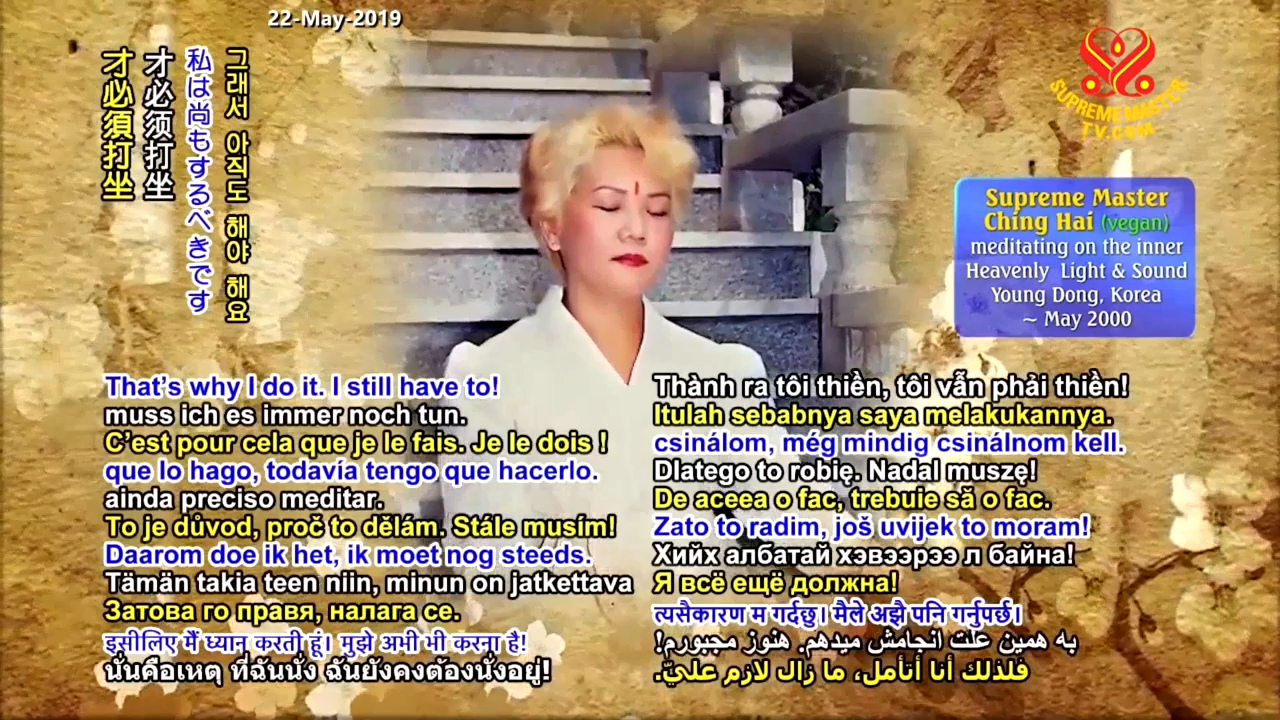 22-May-2019
才必須打坐
才必须打坐
私は尚もするべきです
그래서 아직도 해야 해요
SUPREME MASTER
TV.COM
Supreme Master
Ching Hai (vegan)
meditating on the inner
Heavenly Light & Sound
Young Dong, Korea
~ May 2000
That's why I do it. I still have to!
muss ich es immer noch tun.
C'est pour cela que je le fais. Je le dois !
que lo hago, todavía tengo que hacerlo.
ainda preciso meditar.
To je důvod, proč to dělám. Stále musím!
Daarom doe ik het, ik moet nog steeds.
Tämän takia teen niin, minun on jatkettava
Затова го правя, налага се.
इसीलिए मैं ध्यान करती हूं। मुझे अभी भी करना है!
นั่นคือเหตุ ที่ฉันนั่ง ฉันยังคงต้องนั่งอยู่!
Thành ra tôi thiền, tôi vẫn phải thiền!
Itulah sebabnya saya melakukannya.
csinálom, még mindig csinálnom kell.
Dlatego to robię. Nadal muszę!
De aceea o fac, trebuie să o fac.
Zato to radim, još uvijek to moram!
Хийх албатай хэвээрээ л байна!
Я всё ещё должна!
त्यसैकारण म गर्दछु। मैले अझै पनि गर्नुपर्छ।
به همین علت انجامش میدهم. هنوز مجبورم!
فلذلك أنا أتأمل، ما زال لازم عليّ.